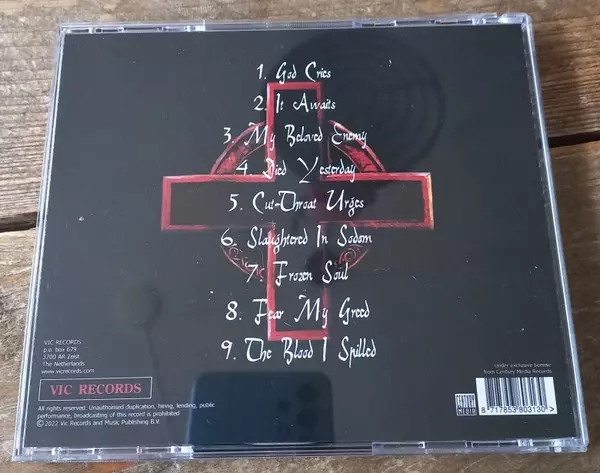 1. God Cries
2. It Awaits
3 My Beloved Enemy
4. Died Yesterday
5. Cut-Throat Urges
6. Slaughtered In Sodom
7. Frozen Soul
8. Fear My Greed
9. The Blood I Spilled
VIC RECORDS
p.o. box 679
3700 AR Zeist
The Netherlands
www.vicrecords.com
VIC RECORDS
All rights reserved. Unauthorised duplication, hiring, lending, public
performance, broadcasting of this record is prohibited
©2022 Vic Records and Music Publishing B.V.
under exclusive license
from Century Media Records
CENTURY
MEDIA
8 717853 803130 >